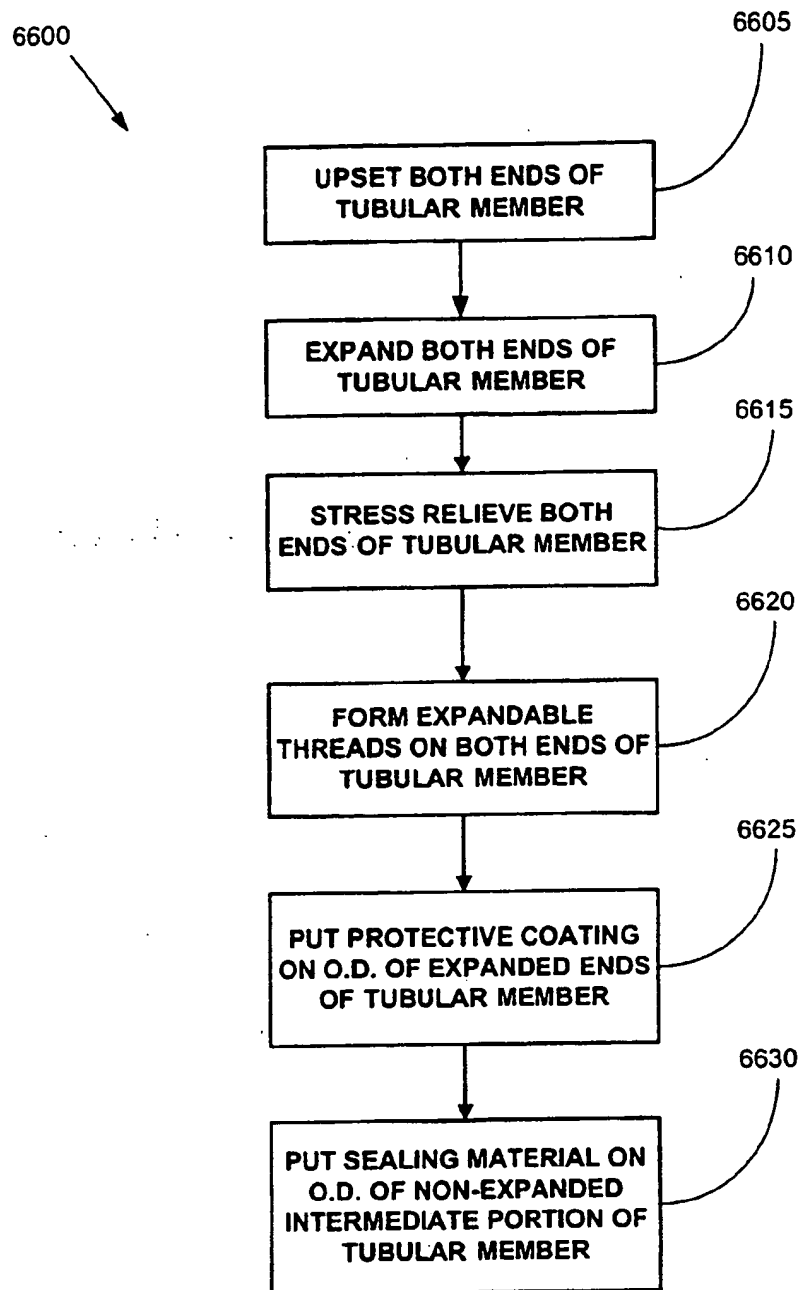 6600
6605
UPSET BOTH ENDS OF
TUBULAR MEMBER
6610
EXPAND BOTH ENDS OF
TUBULAR MEMBER
6615
STRESS RELIEVE BOTH
ENDS OF TUBULAR MEMBER
6620
FORM EXPANDABLE
THREADS ON BOTH ENDS OF
TUBULAR MEMBER
6625
PUT PROTECTIVE COATING
ON O.D. OF EXPANDED ENDS
OF TUBULAR MEMBER
6630
PUT SEALING MATERIAL ON
O.D. OF NON-EXPANDED
INTERMEDIATE PORTION OF
TUBULAR MEMBER